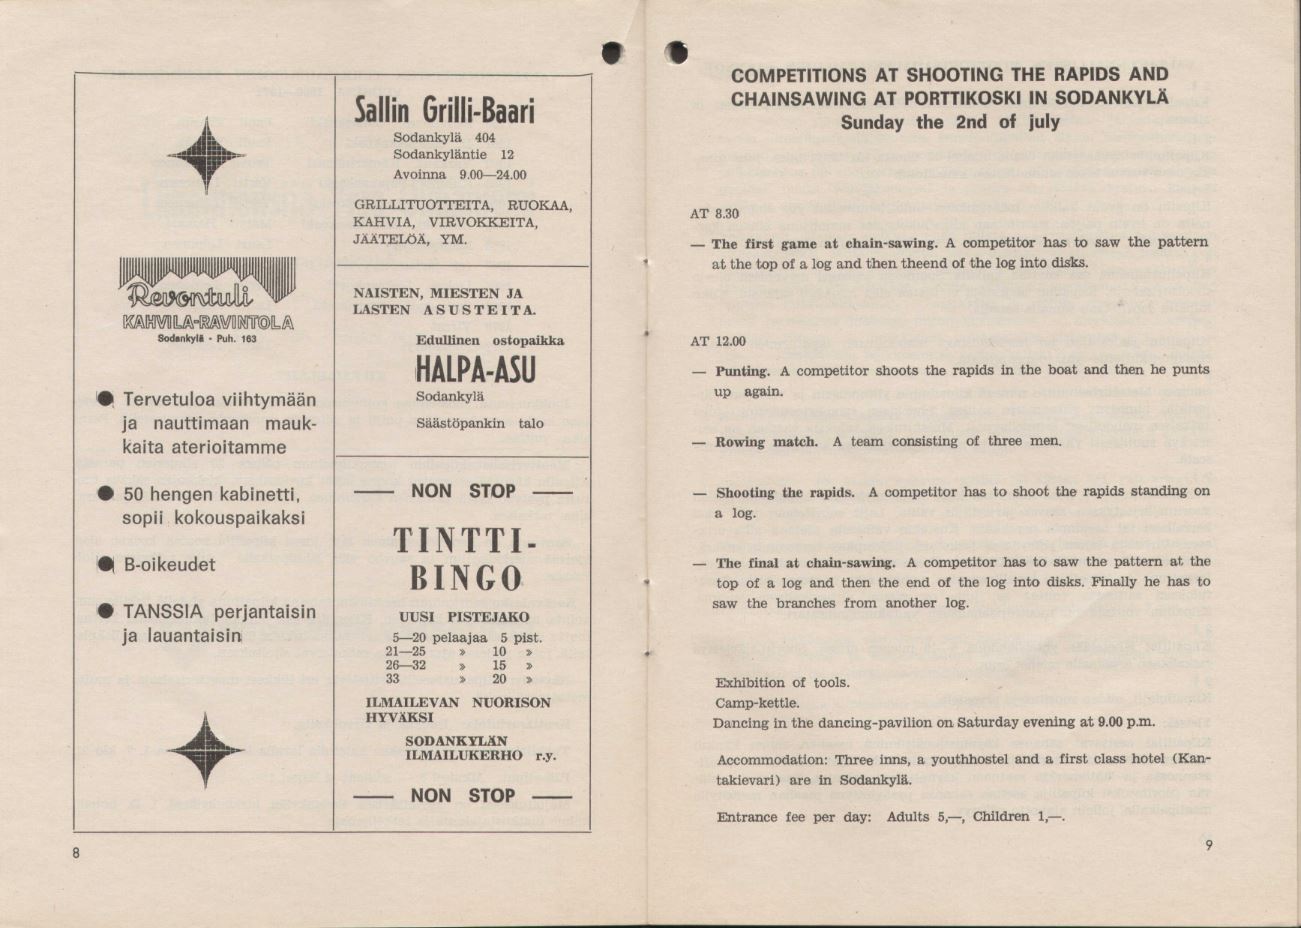 Revontuli
KAHVILA-RAVINTOLA
Sodankylä • Puh. 163
● Tervetuloa viihtymään
ja nauttimaan mauk-
kaita aterioitamme
● 50 hengen kabinetti,
sopii kokouspaikaksi
● B-oikeudet
● TANSSIA perjantaisin
ja lauantaisin
Sallin Grilli-Baari
Sodankylä 404
Sodankyläntie 12
Avoinna 9.00—24.00
GRILLITUOTTEITA, RUOKAA,
KAHVIA, VIRVOKKEITA,
JÄÄTELÖÄ, YM.
NAISTEN, MIESTEN JA
LASTEN ASUSTEITA.
Edullinen ostopaikka
HALPA-ASU
Sodankylä
Säästöpankin talo
— NON STOP —
TINTTI-
BINGO
UUSI PISTEJAKO
5—20 pelaajaa 5 pist.
21—25 » 10 »
26—32 » 15 »
33 » 20 »
ILMAILEVAN NUORISON
HYVÄKSI
SODANKYLÄN
ILMAILUKERHO r.y.
— NON STOP —
8
COMPETITIONS AT SHOOTING THE RAPIDS AND
CHAINSAWING AT PORTTIKOSKI IN SODANKYLÄ
Sunday the 2nd of july
AT 8.30
— The first game at chain-sawing. A competitor has to saw the pattern
at the top of a log and then theend of the log into disks.
AT 12.00
— Punting. A competitor shoots the rapids in the boat and then he punts
up again.
— Rowing match. A team consisting of three men.
— Shooting the rapids. A competitor has to shoot the rapids standing on
a log.
— The final at chain-sawing. A competitor has to saw the pattern at the
top of a log and then the end of the log into disks. Finally he has to
saw the branches from another log.
Exhibition of tools.
Camp-kettle.
Dancing in the dancing-pavilion on Saturday evening at 9.00 p.m.
Accommodation: Three inns, a youthhostel and a first class hotel (Kan-
takievari) are in Sodankylä.
Entrance fee per day: Adults 5,—, Children 1,—.
9